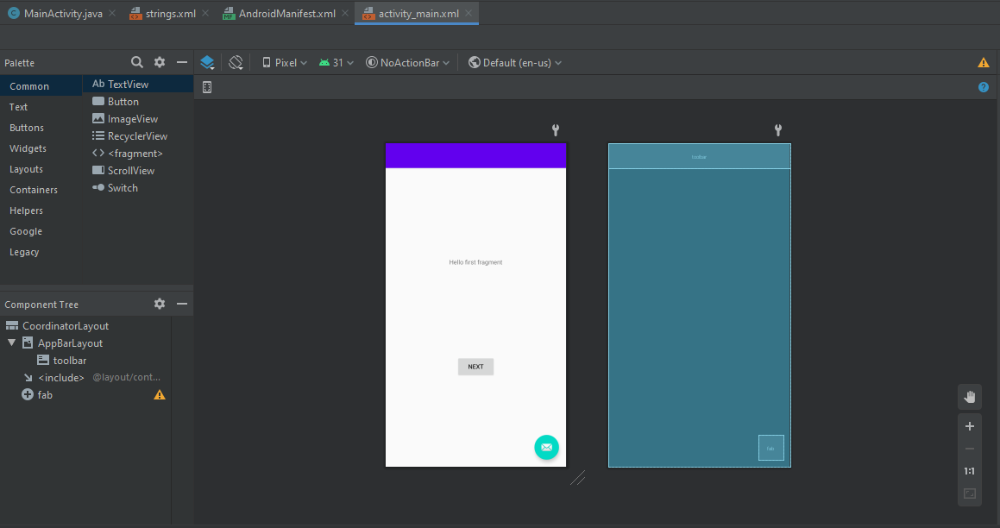 MainActivity.java strings.xml AndroidManifest.xml activity_main.xml
Palette Pixel 31 NoActionBar Default (en-us)
Common
Text
Buttons
Widgets
Layouts
Containers
Helpers
Google
Legacy
Ab TextView
Button
ImageView
RecyclerView
<fragment>
ScrollView
Switch
Component Tree
CoordinatorLayout
AppBarLayout
toolbar
<include> @layout/cont...
fab
Hello first fragment
NEXT
toolbar
fab
1:1